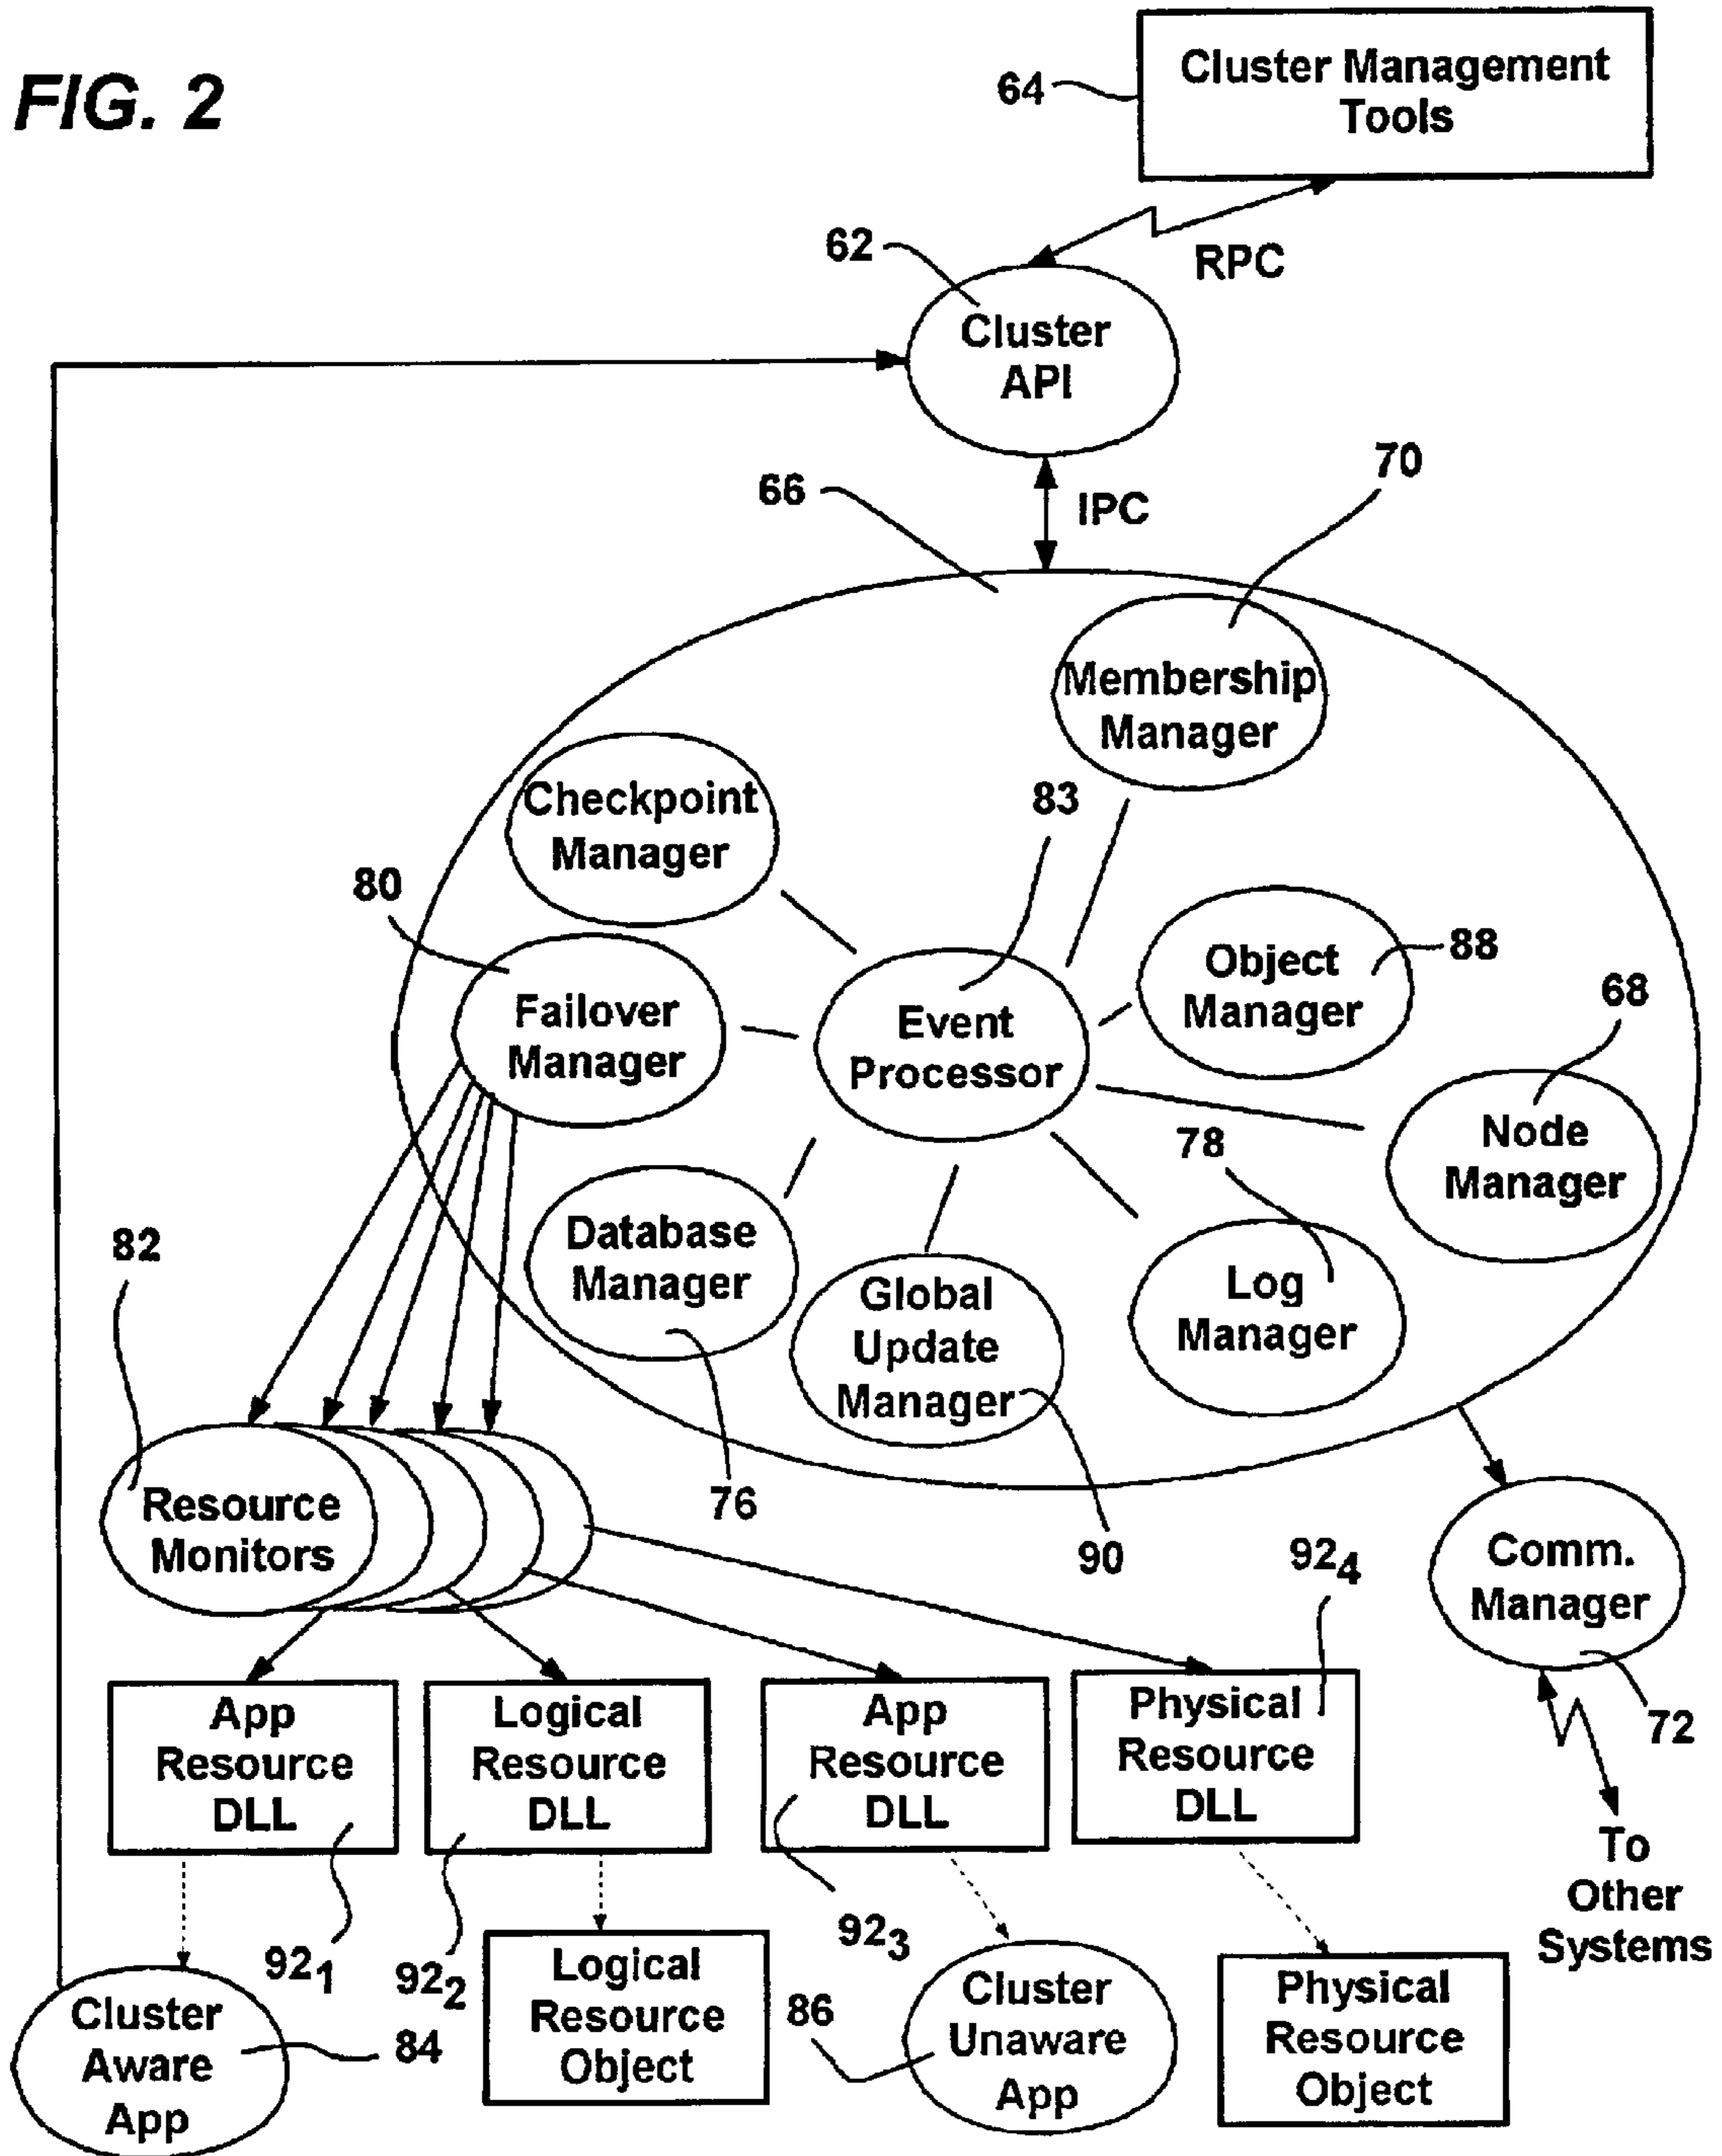 FIG. 2
64
Cluster Management
Tools
62
RPC
Cluster
API
66
IPC
70
Membership
Manager
Checkpoint
Manager
83
80
Failover
Manager
Event
Processor
Object
Manager
88
68
Node
Manager
78
82
Database
Manager
Global
Update
Manager
Log
Manager
Resource
Monitors
76
90
92₄
Comm.
Manager
72
App
Resource
DLL
Logical
Resource
DLL
App
Resource
DLL
Physical
Resource
DLL
To
Other
Systems
92₁
92₂
92₃
Cluster
Aware
App
84
Logical
Resource
Object
86
Cluster
Unaware
App
Physical
Resource
Object